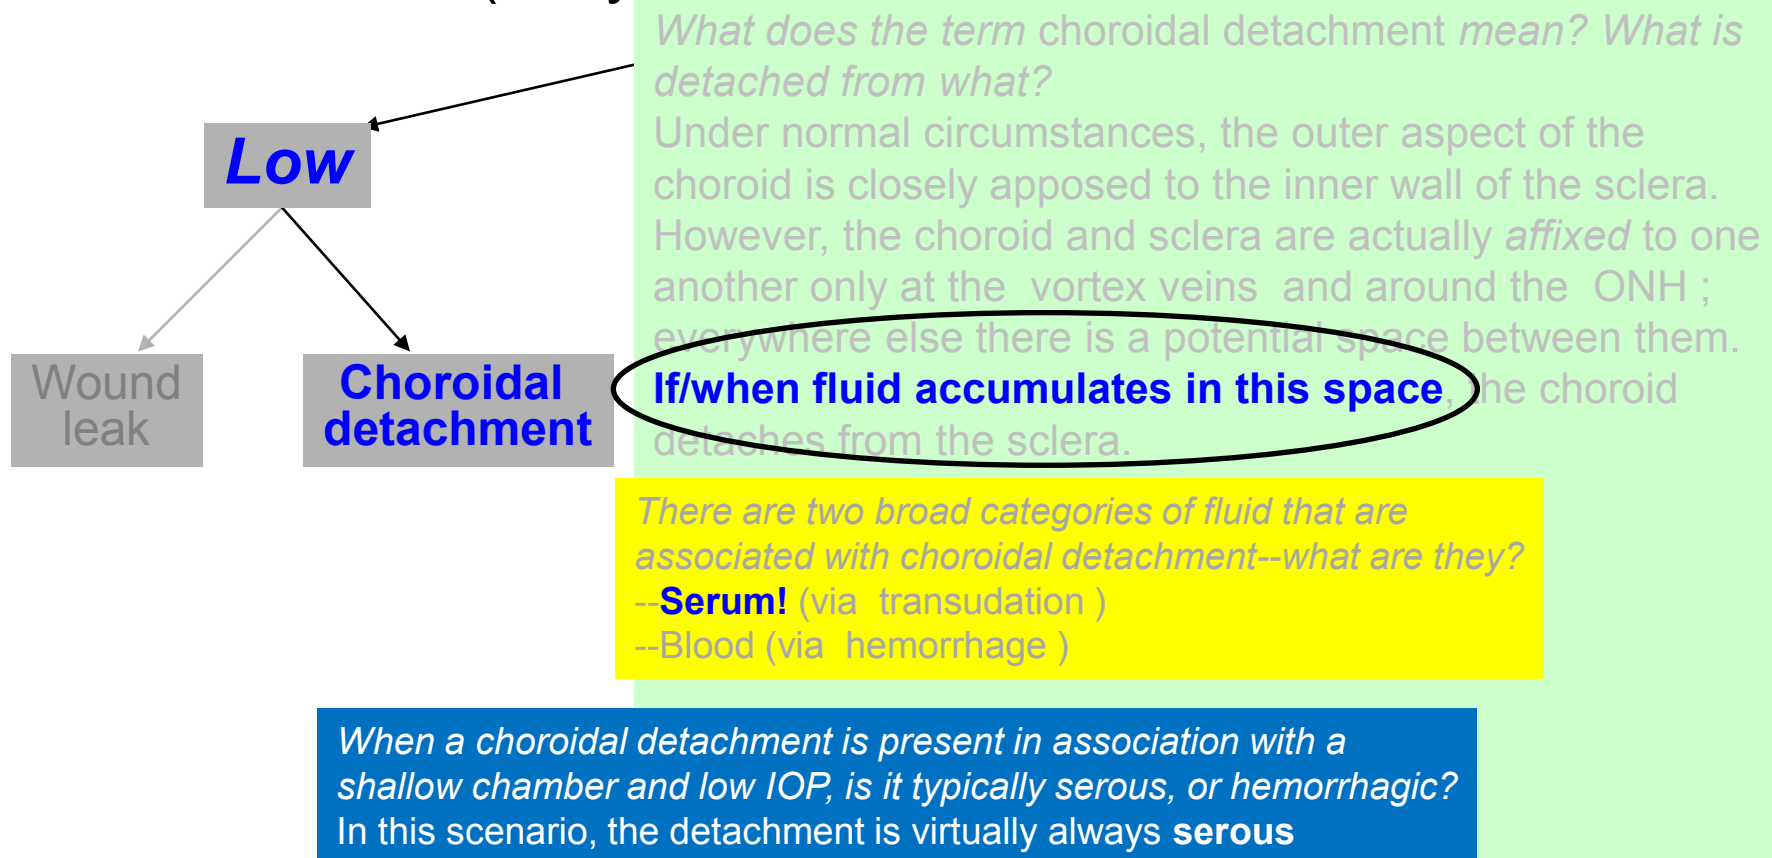 What does the term choroidal detachment mean? What is
detached from what?
Under normal circumstances, the outer aspect of the
choroid is closely apposed to the inner wall of the sclera.
However, the choroid and sclera are actually affixed to one
another only at the vortex veins and around the ONH ;
everywhere else there is a potential space between them.
If/when fluid accumulates in this space, the choroid
detaches from the sclera.
Low
Wound
leak
Choroidal
detachment
There are two broad categories of fluid that are
associated with choroidal detachment--what are they?
--Serum! (via transudation )
--Blood (via hemorrhage )
When a choroidal detachment is present in association with a
shallow chamber and low IOP, is it typically serous, or hemorrhagic?
In this scenario, the detachment is virtually always serous